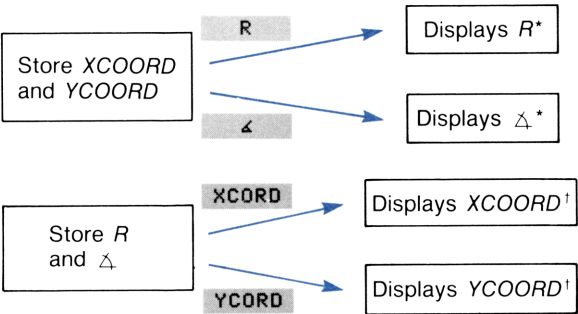 R
Displays R*
Store XCOORD
and YCOORD
∡
Displays ∡*
XCORD
Displays XCOORD†
Store R
and ∡
YCORD
Displays YCOORD†